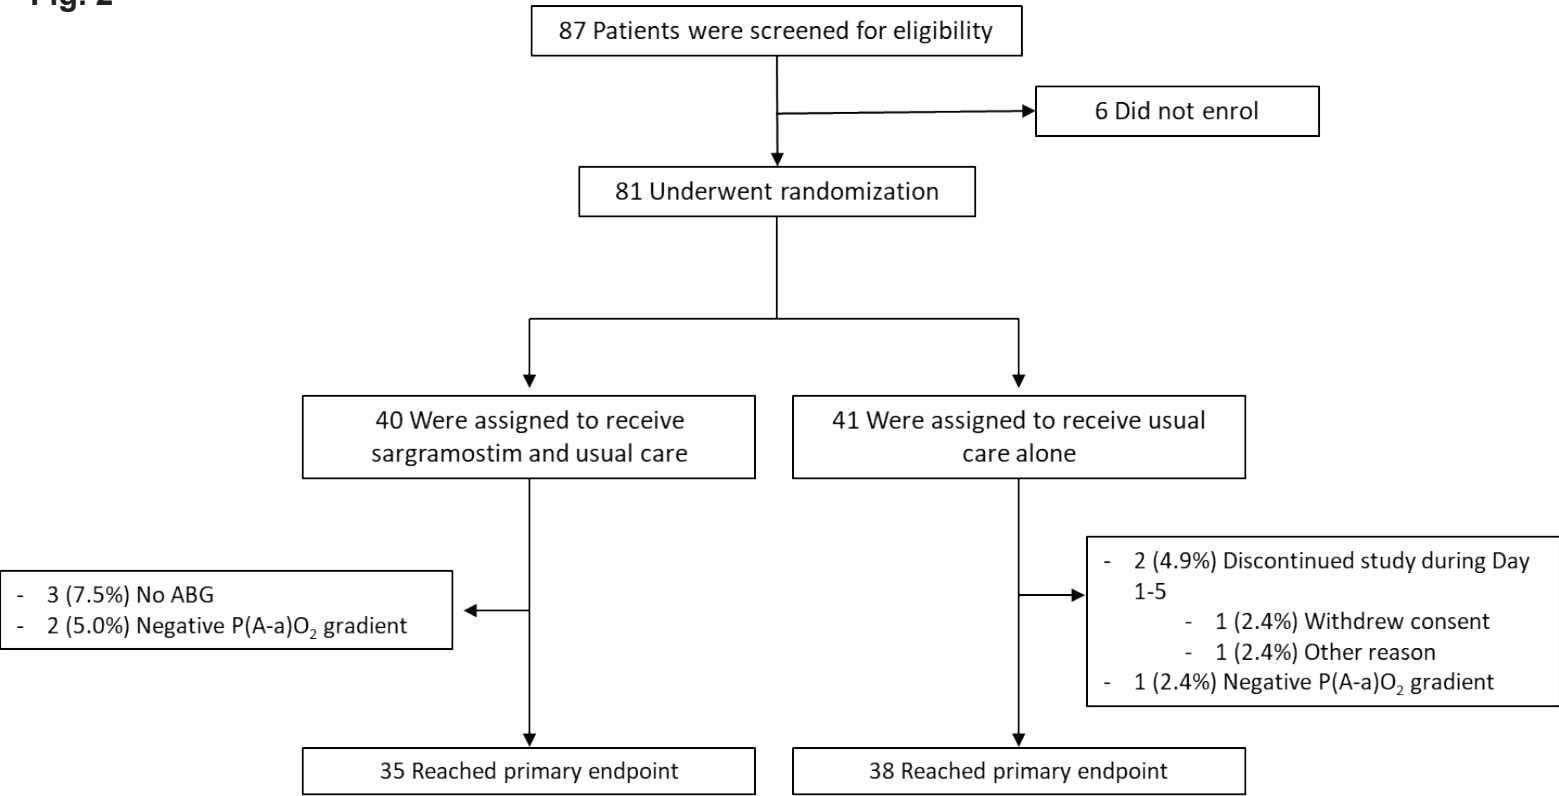 Fig. 2
87 Patients were screened for eligibility
6 Did not enrol
81 Underwent randomization
40 Were assigned to receive
sargramostim and usual care
41 Were assigned to receive usual
care alone
- 3 (7.5%) No ABG
- 2 (5.0%) Negative P(A-a)O₂ gradient
- 2 (4.9%) Discontinued study during Day
1-5
- 1 (2.4%) Withdrew consent
- 1 (2.4%) Other reason
- 1 (2.4%) Negative P(A-a)O₂ gradient
35 Reached primary endpoint
38 Reached primary endpoint